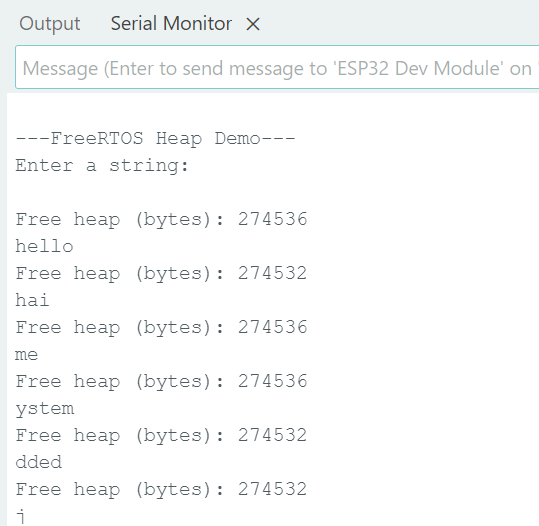 Output Serial Monitor ×
Message (Enter to send message to 'ESP32 Dev Module' on '
---FreeRTOS Heap Demo---
Enter a string:
Free heap (bytes): 274536
hello
Free heap (bytes): 274532
hai
Free heap (bytes): 274536
me
Free heap (bytes): 274536
ystem
Free heap (bytes): 274532
dded
Free heap (bytes): 274532
j